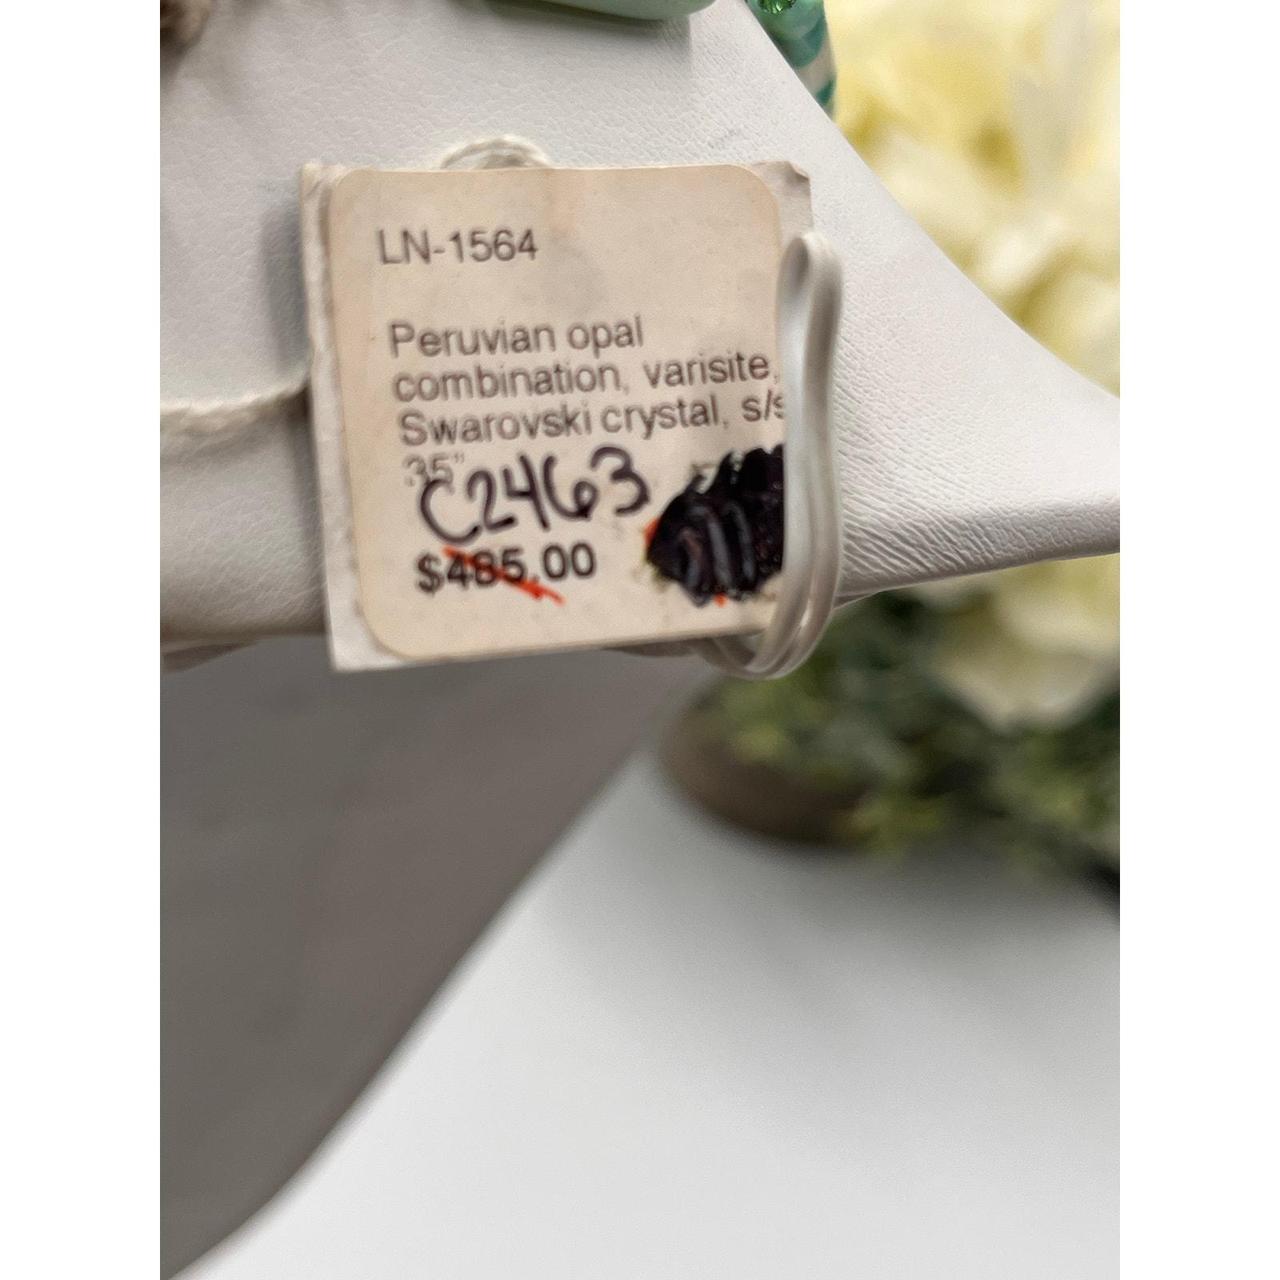 LN-1564
Peruvian opal
combination, varisite,
Swarovski crystal, s/s
35"
C2463
$485.00